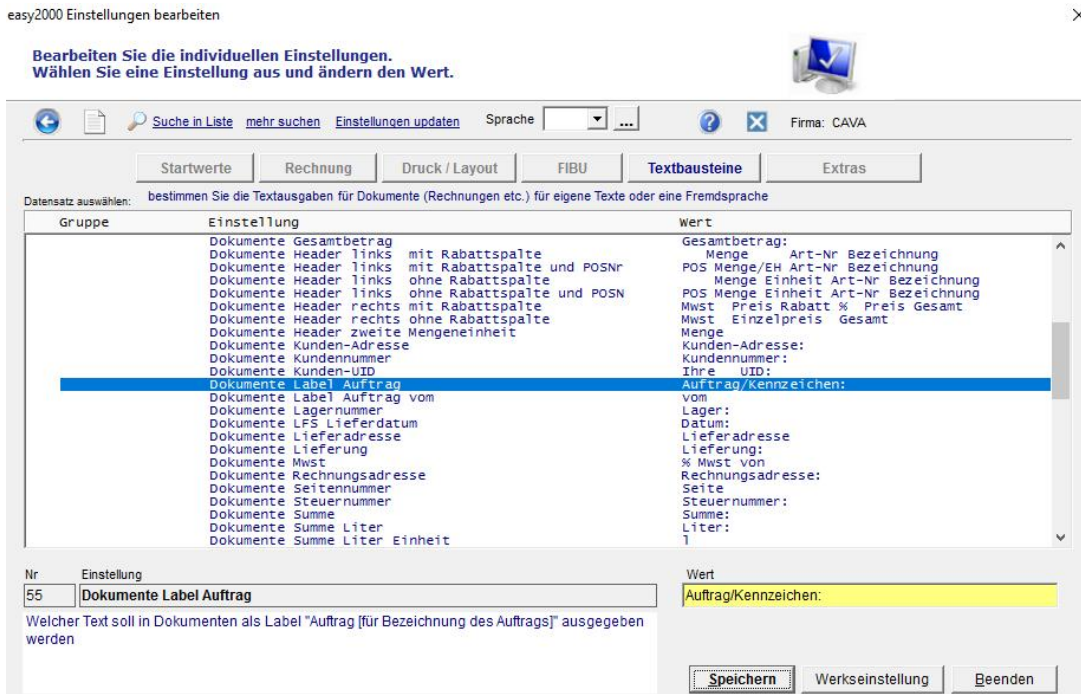 easy2000 Einstellungen bearbeiten
Bearbeiten Sie die individuellen Einstellungen.
Wählen Sie eine Einstellung aus und ändern den Wert.
Suche in Liste mehr suchen Einstellungen updaten Sprache ... Firma: CAVA
Startwerte Rechnung Druck / Layout FIBU Textbausteine Extras
Datensatz auswählen: bestimmen Sie die Textausgaben für Dokumente (Rechnungen etc.) für eigene Texte oder eine Fremdsprache
Gruppe Einstellung Wert
Dokumente Gesamtbetrag Gesamtbetrag:
Dokumente Header links mit Rabattspalte Menge Art-Nr Bezeichnung
Dokumente Header links mit Rabattspalte und POSNr POS Menge/EH Art-Nr Bezeichnung
Dokumente Header links ohne Rabattspalte Menge Einheit Art-Nr Bezeichnung
Dokumente Header links ohne Rabattspalte und POSN POS Menge Einheit Art-Nr Bezeichnung
Dokumente Header rechts mit Rabattspalte Mwst Preis Rabatt % Preis Gesamt
Dokumente Header rechts ohne Rabattspalte Mwst Einzelpreis Gesamt
Dokumente Header zweite Mengeneinheit Menge
Dokumente Kunden-Adresse Kunden-Adresse:
Dokumente Kundennummer Kundennummer:
Dokumente Kunden-UID Ihre UID:
Dokumente Label Auftrag Auftrag/Kennzeichen:
Dokumente Label Auftrag vom vom
Dokumente Lagernummer Lager:
Dokumente LFS Lieferdatum Datum:
Dokumente Lieferadresse Lieferadresse
Dokumente Lieferung Lieferung:
Dokumente Mwst % Mwst von
Dokumente Rechnungsadresse Rechnungsadresse:
Dokumente Seitennummer Seite
Dokumente Steuernummer Steuernummer:
Dokumente Summe Summe:
Dokumente Summe Liter Liter:
Dokumente Summe Liter Einheit l
Nr Einstellung Wert
55 Dokumente Label Auftrag Auftrag/Kennzeichen:
Welcher Text soll in Dokumenten als Label "Auftrag [für Bezeichnung des Auftrags]" ausgegeben
werden
Speichern Werkseinstellung Beenden